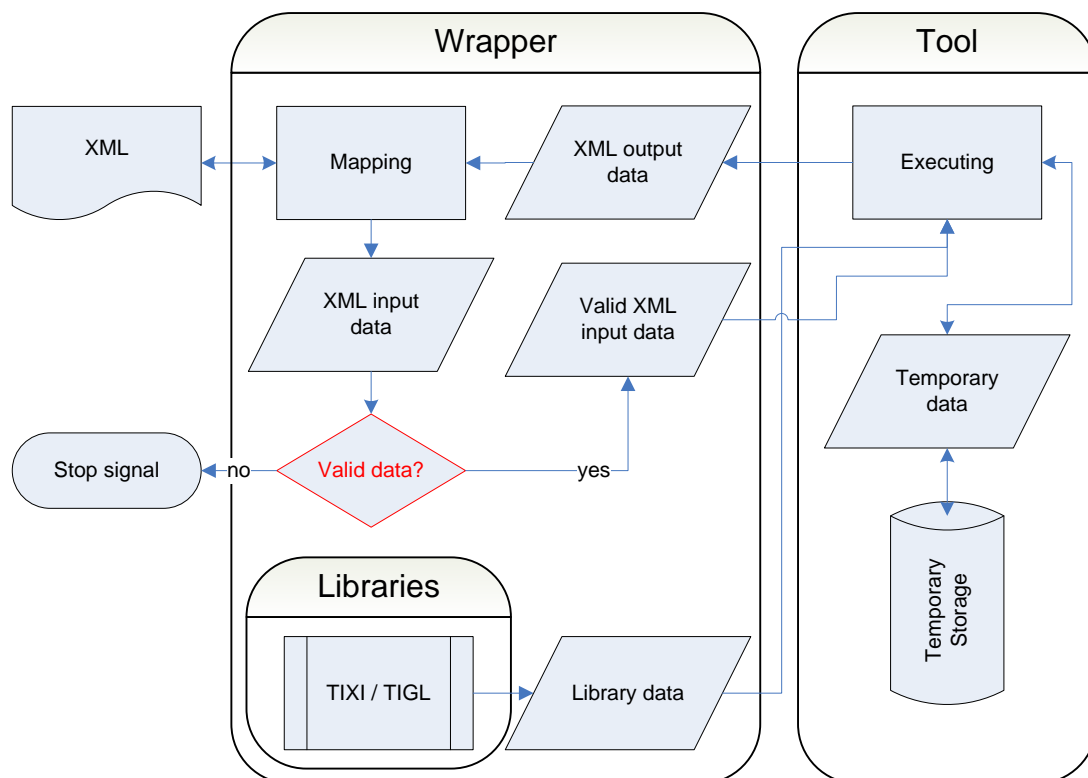 Wrapper
Tool
XML
Mapping
XML output
data
Executing
XML input
data
Valid XML
input data
Temporary
data
Stop signal
no
Valid data?
yes
Temporary
Storage
Libraries
TIXI / TIGL
Library data